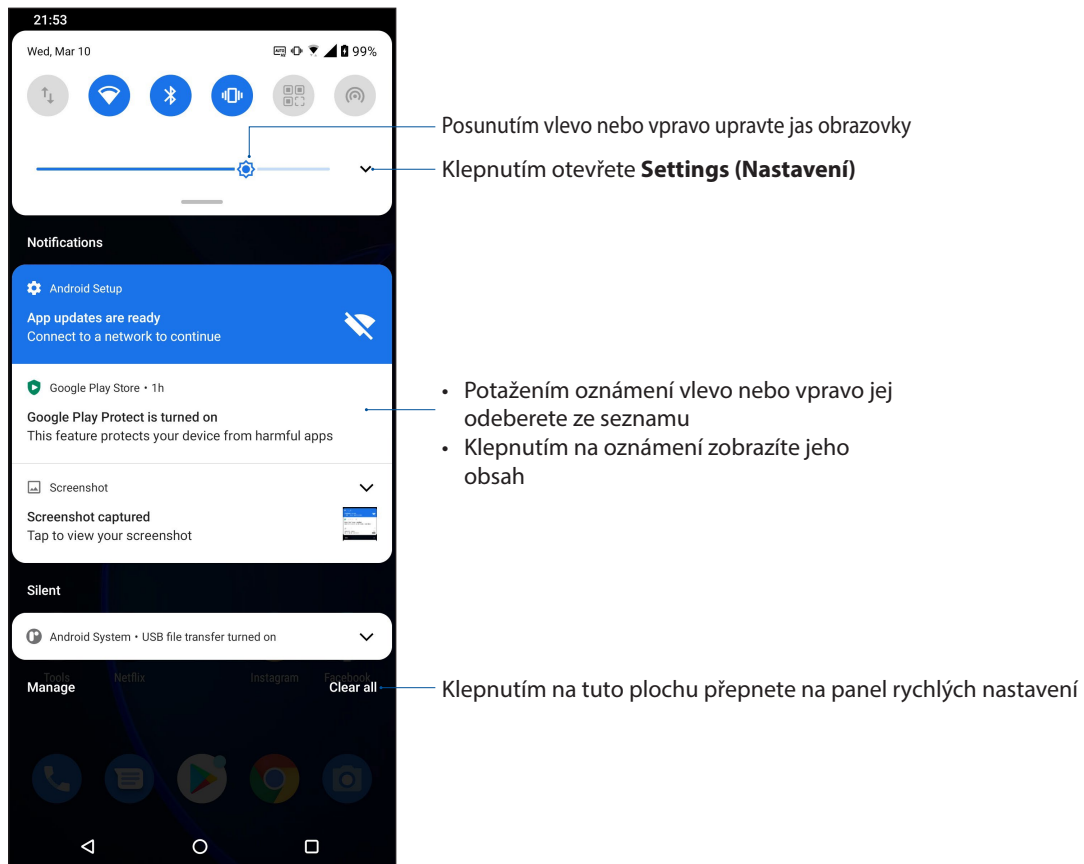 21:53
Wed, Mar 10
99%
Posunutím vlevo nebo vpravo upravte jas obrazovky
Klepnutím otevřete Settings (Nastavení)
Notifications
Android Setup
App updates are ready
Connect to a network to continue
Google Play Store • 1h
Google Play Protect is turned on
This feature protects your device from harmful apps
• Potažením oznámení vlevo nebo vpravo jej
odeberete ze seznamu
• Klepnutím na oznámení zobrazíte jeho
obsah
Screenshot
Screenshot captured
Tap to view your screenshot
Silent
Android System • USB file transfer turned on
Tools Netflix Instagram Facebook
Manage Clear all
Klepnutím na tuto plochu přepnete na panel rychlých nastavení